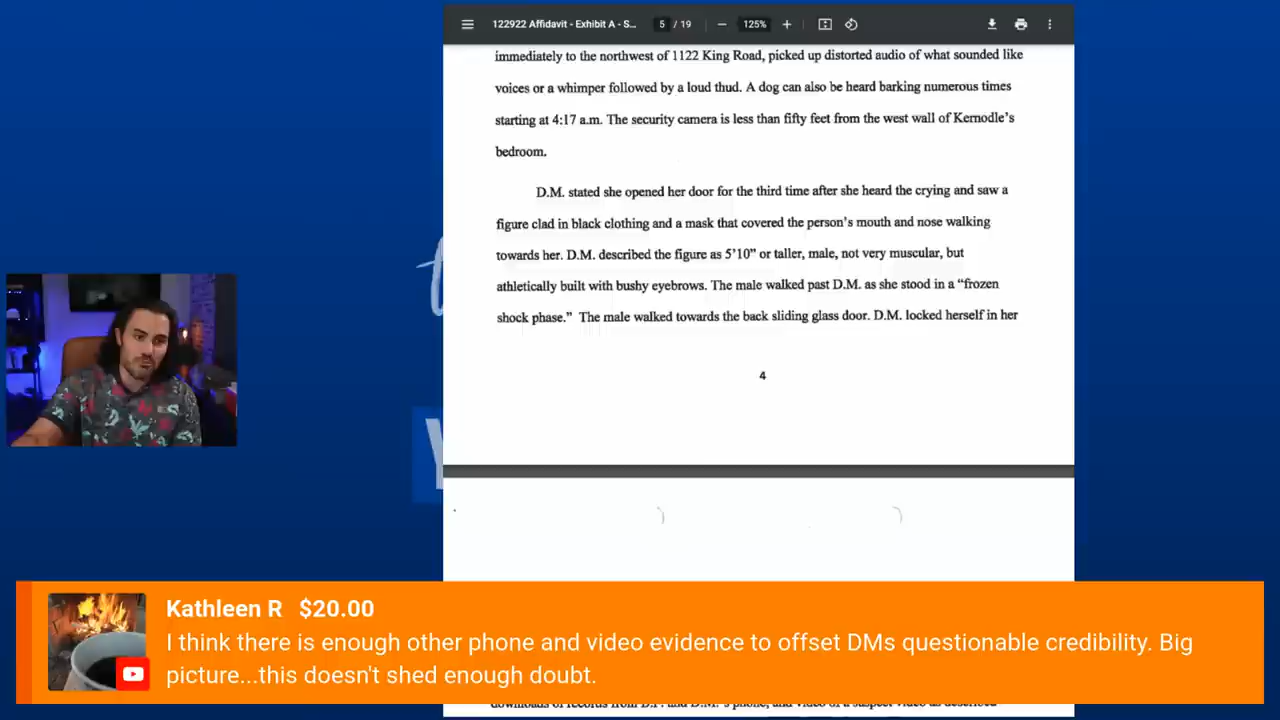 122922 Affidavit - Exhibit A - S... 5 / 19 125%
immediately to the northwest of 1122 King Road, picked up distorted audio of what sounded like
voices or a whimper followed by a loud thud. A dog can also be heard barking numerous times
starting at 4:17 a.m. The security camera is less than fifty feet from the west wall of Kernodle's
bedroom.
D.M. stated she opened her door for the third time after she heard the crying and saw a
figure clad in black clothing and a mask that covered the person's mouth and nose walking
towards her. D.M. described the figure as 5'10" or taller, male, not very muscular, but
athletically built with bushy eyebrows. The male walked past D.M. as she stood in a "frozen
shock phase." The male walked towards the back sliding glass door. D.M. locked herself in her
4
Kathleen R $20.00
I think there is enough other phone and video evidence to offset DMs questionable credibility. Big
picture...this doesn't shed enough doubt.